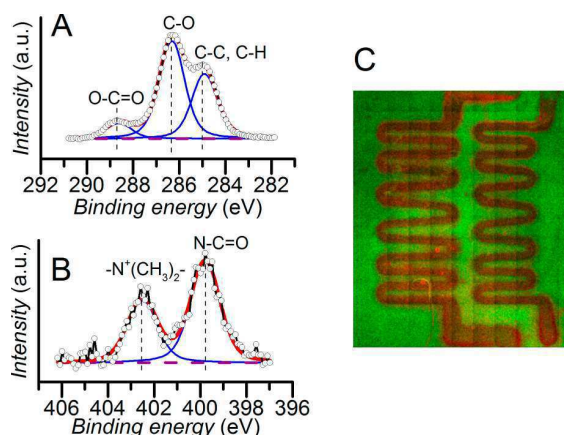 A
C-O
C-C, C-H
O-C=O
Intensity (a.u.)
292 290 288 286 284 282
Binding energy (eV)
B
N-C=O
-N⁺(CH₃)₂-
Intensity (a.u.)
406 404 402 400 398 396
Binding energy (eV)
C